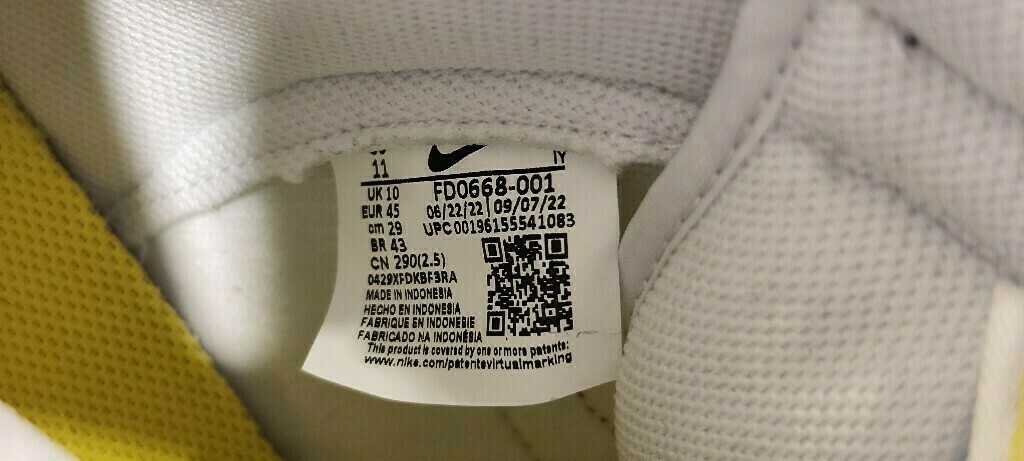 11 IY
UK 10 FD0668-001
EUR 45 06/22/22 | 09/07/22
cm 29 UPC 00196155541083
BR 43
CN 290(2.5)
0429XFDKBF3RA
MADE IN INDONESIA
HECHO EN INDONESIA
FABRIQUE EN INDONESIE
FABRICADO NA INDONÉSIA
This product is covered by one or more patents:
www.nike.com/patentsvirtualmarking